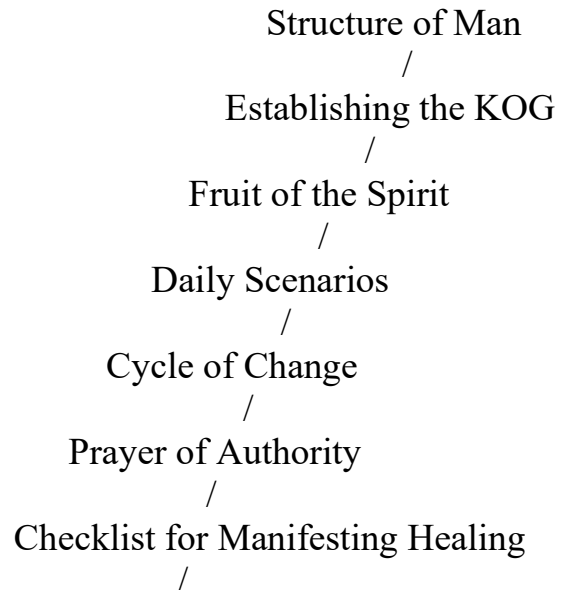 Structure of Man
/
Establishing the KOG
/
Fruit of the Spirit
/
Daily Scenarios
/
Cycle of Change
/
Prayer of Authority
/
Checklist for Manifesting Healing
/